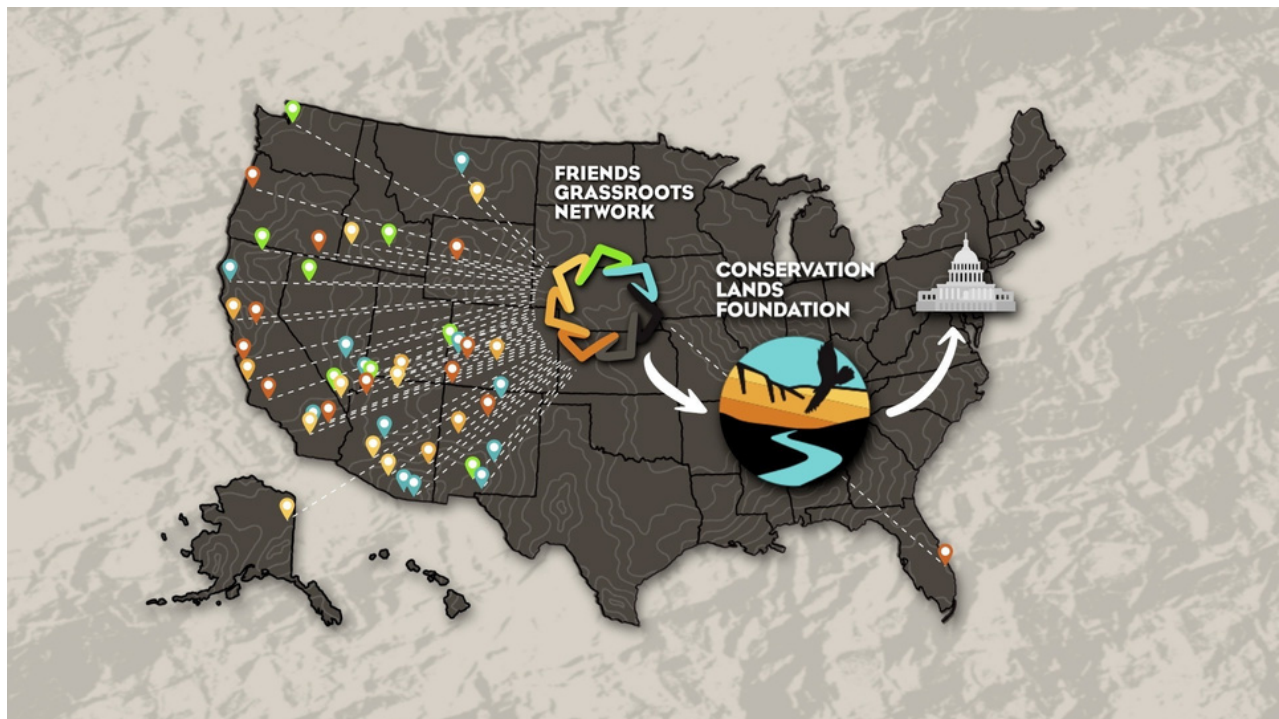 FRIENDS
GRASSROOTS
NETWORK
CONSERVATION
LANDS
FOUNDATION